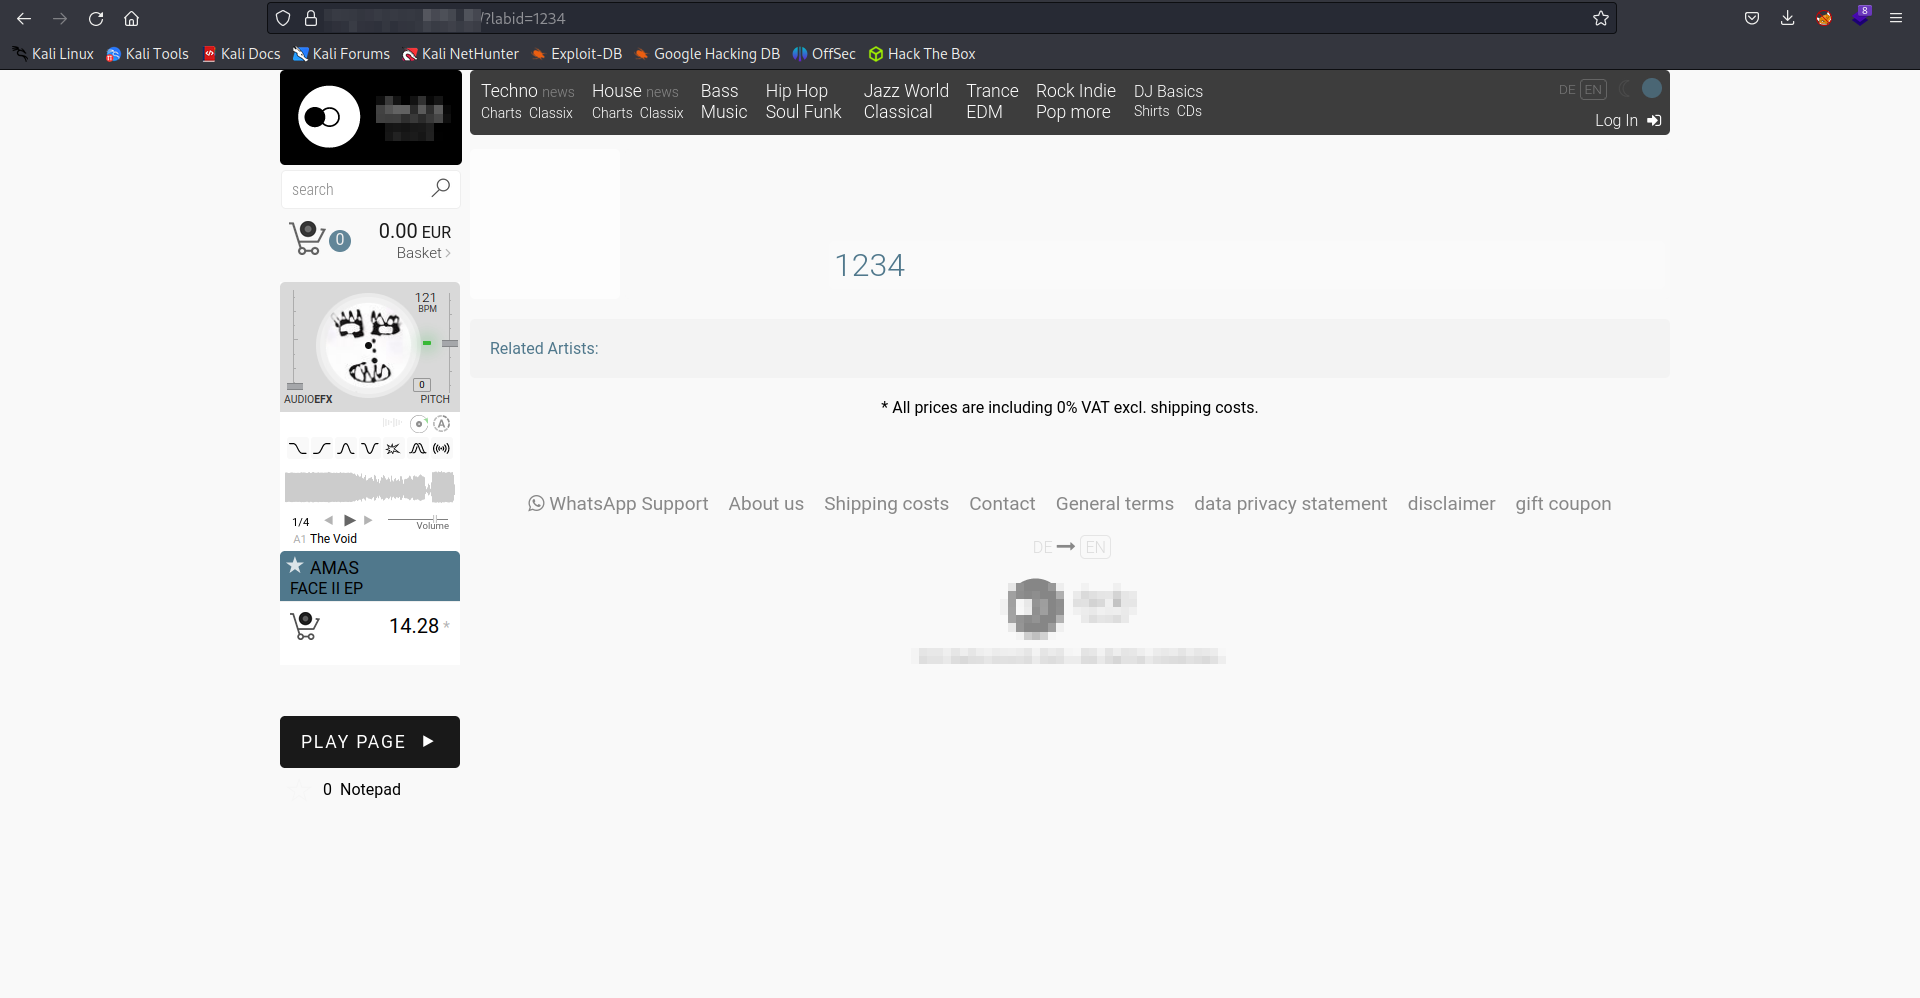 /?labid=1234
8
Kali Linux Kali Tools Kali Docs Kali Forums Kali NetHunter Exploit-DB Google Hacking DB OffSec Hack The Box
Techno news House news Bass Hip Hop Jazz World Trance Rock Indie DJ Basics
Charts Classix Charts Classix Music Soul Funk Classical EDM Pop more Shirts CDs
DE EN
Log In
search
0
0.00 EUR
Basket
1234
121
BPM
0
AUDIOEFX PITCH
Related Artists:
* All prices are including 0% VAT excl. shipping costs.
A
1/4
Volume
A1 The Void
AMAS
FACE II EP
14.28 *
WhatsApp Support About us Shipping costs Contact General terms data privacy statement disclaimer gift coupon
DE EN
PLAY PAGE
0 Notepad